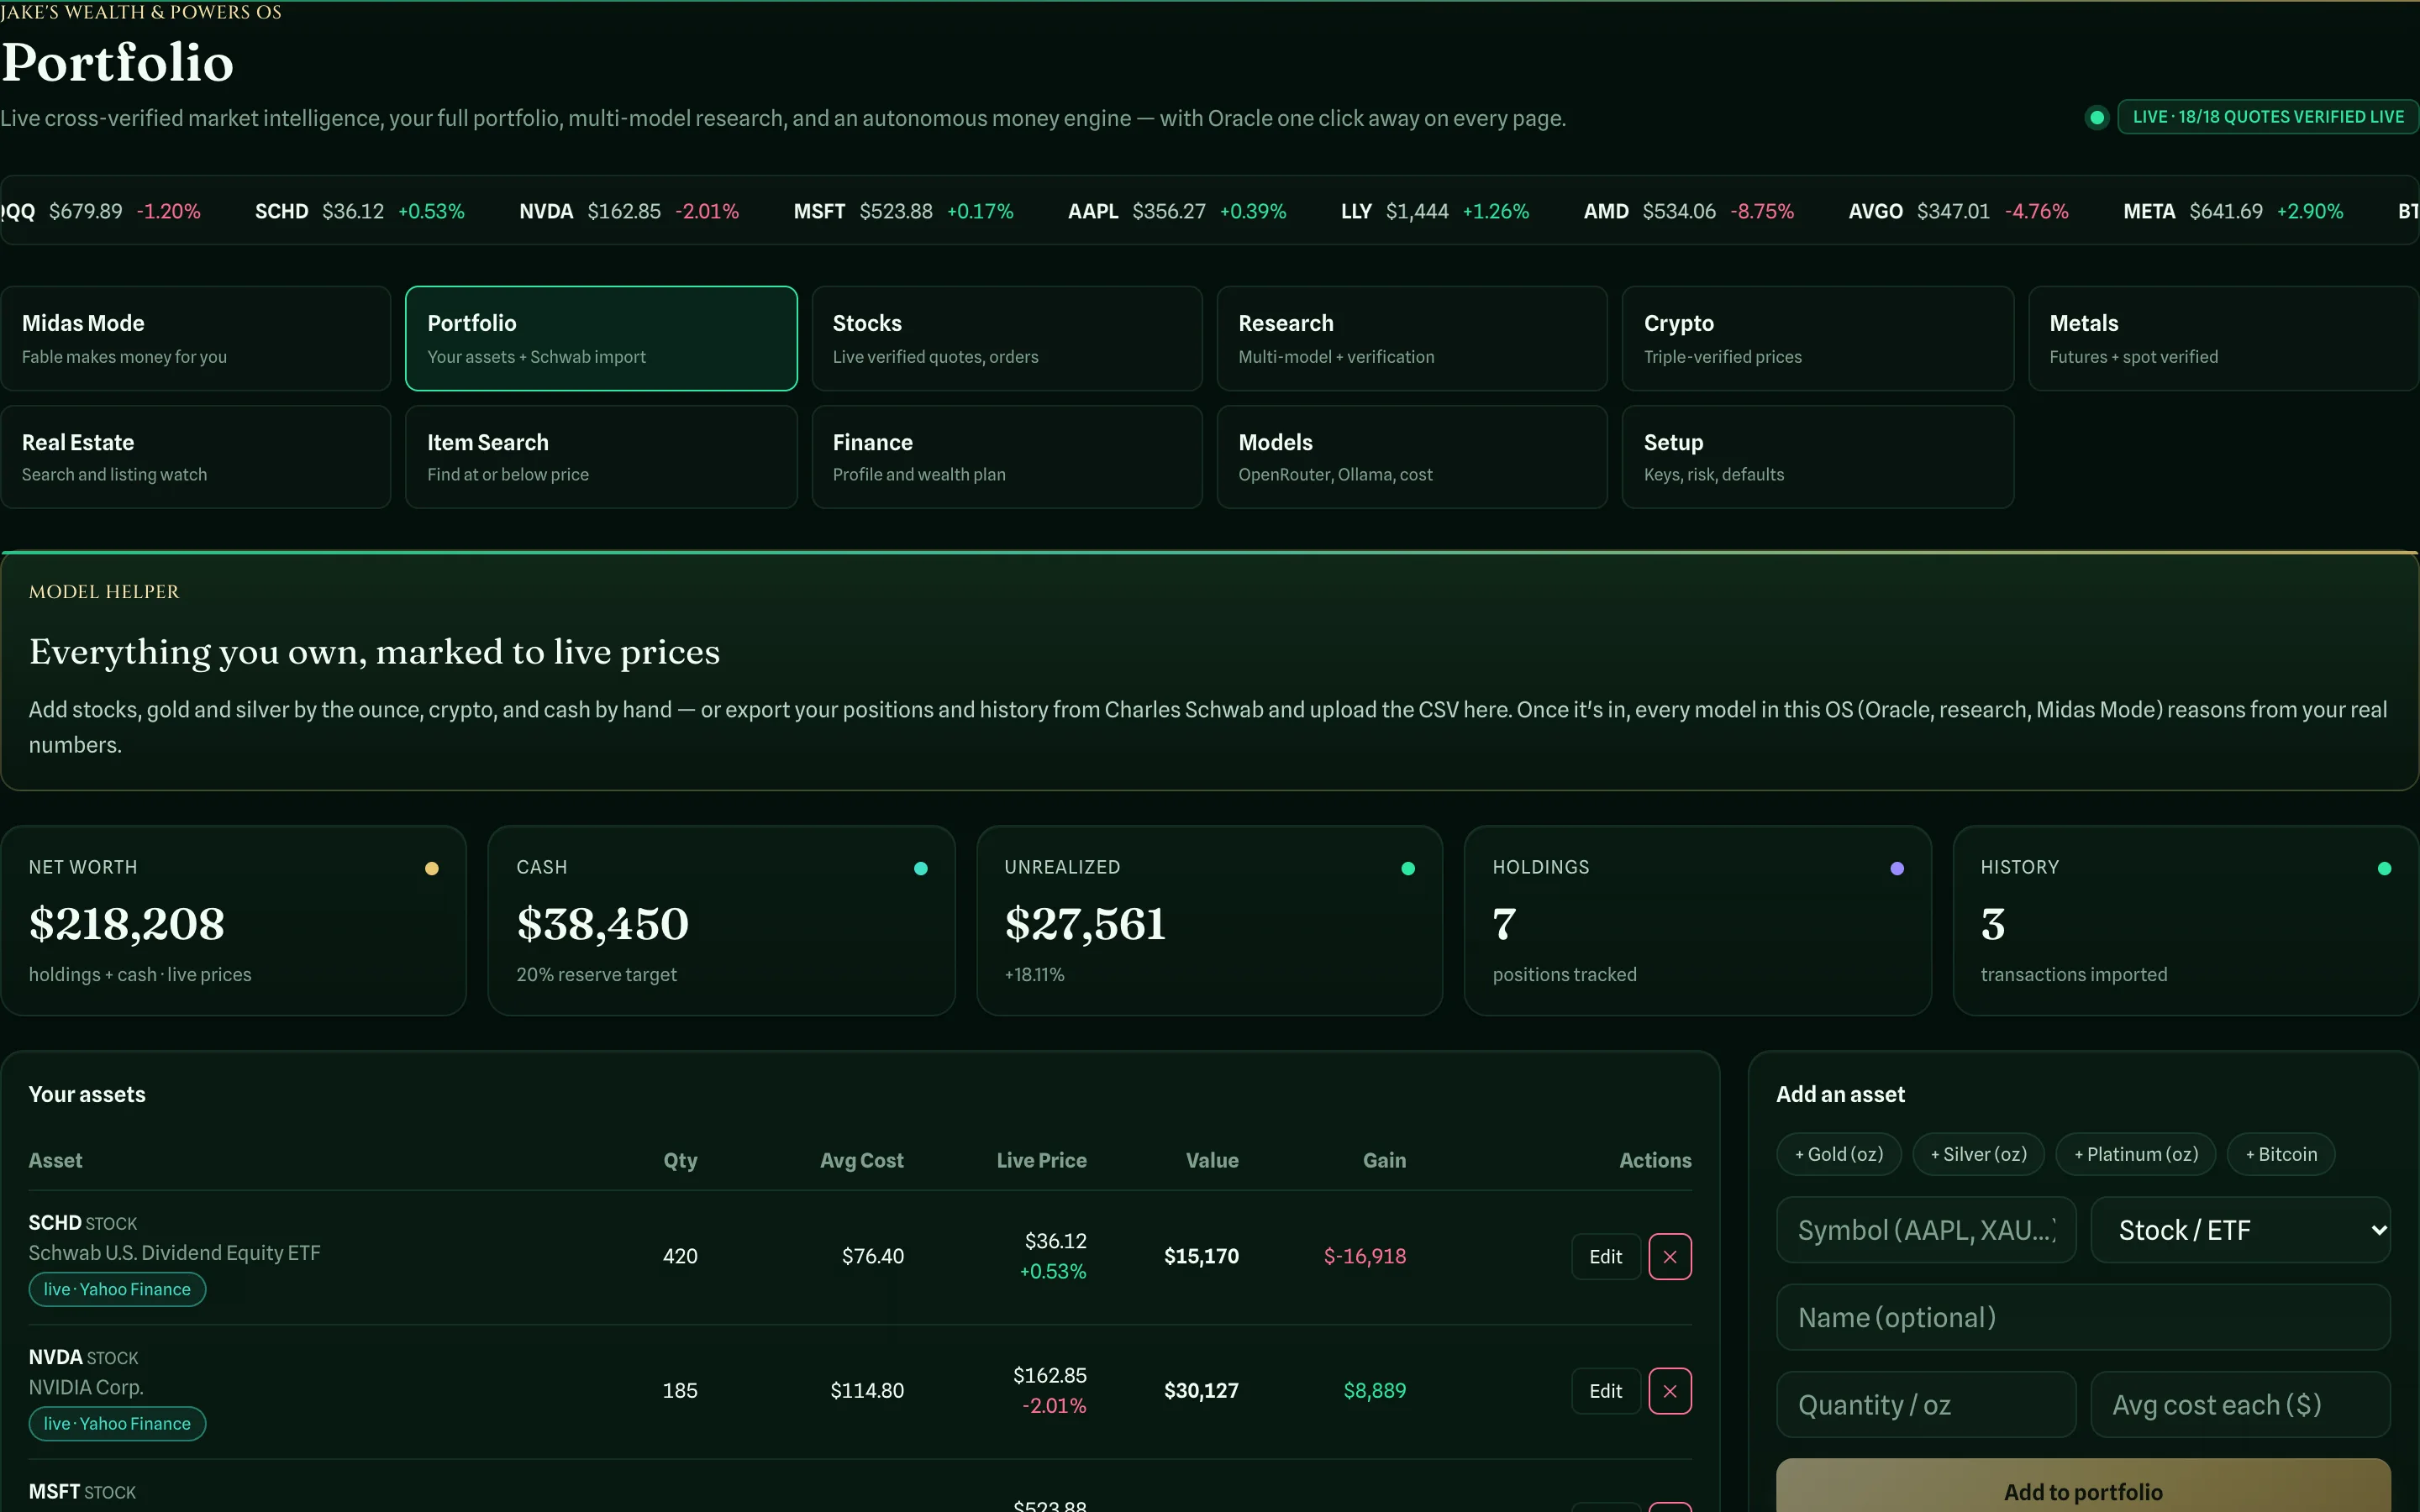 JAKE'S WEALTH & POWERS OS
Portfolio
Live cross-verified market intelligence, your full portfolio, multi-model research, and an autonomous money engine — with Oracle one click away on every page.
LIVE · 18/18 QUOTES VERIFIED LIVE
QQQ $679.89 -1.20% SCHD $36.12 +0.53% NVDA $162.85 -2.01% MSFT $523.88 +0.17% AAPL $356.27 +0.39% LLY $1,444 +1.26% AMD $534.06 -8.75% AVGO $347.01 -4.76% META $641.69 +2.90% BT
Midas Mode
Fable makes money for you
Portfolio
Your assets + Schwab import
Stocks
Live verified quotes, orders
Research
Multi-model + verification
Crypto
Triple-verified prices
Metals
Futures + spot verified
Real Estate
Search and listing watch
Item Search
Find at or below price
Finance
Profile and wealth plan
Models
OpenRouter, Ollama, cost
Setup
Keys, risk, defaults
MODEL HELPER
Everything you own, marked to live prices
Add stocks, gold and silver by the ounce, crypto, and cash by hand — or export your positions and history from Charles Schwab and upload the CSV here. Once it's in, every model in this OS (Oracle, research, Midas Mode) reasons from your real
numbers.
NET WORTH
$218,208
holdings + cash · live prices
CASH
$38,450
20% reserve target
UNREALIZED
$27,561
+18.11%
HOLDINGS
7
positions tracked
HISTORY
3
transactions imported
Your assets
Asset Qty Avg Cost Live Price Value Gain Actions
SCHD STOCK
Schwab U.S. Dividend Equity ETF
live · Yahoo Finance
420 $76.40 $36.12 +0.53% $15,170 $-16,918 Edit ×
NVDA STOCK
NVIDIA Corp.
live · Yahoo Finance
185 $114.80 $162.85 -2.01% $30,127 $8,889 Edit ×
MSFT STOCK
$523.88
Add an asset
+ Gold (oz) + Silver (oz) + Platinum (oz) + Bitcoin
Symbol (AAPL, XAU...)
Stock / ETF
Name (optional)
Quantity / oz
Avg cost each ($)
Add to portfolio